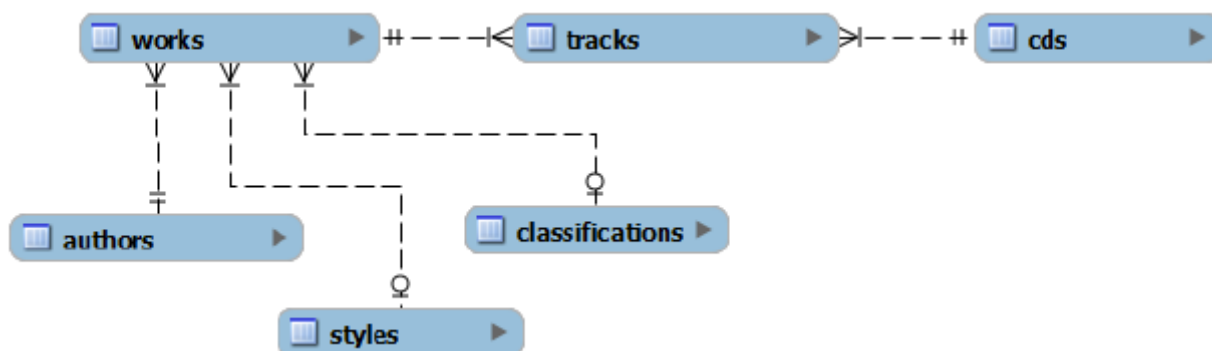 works
tracks
cds
authors
classifications
styles